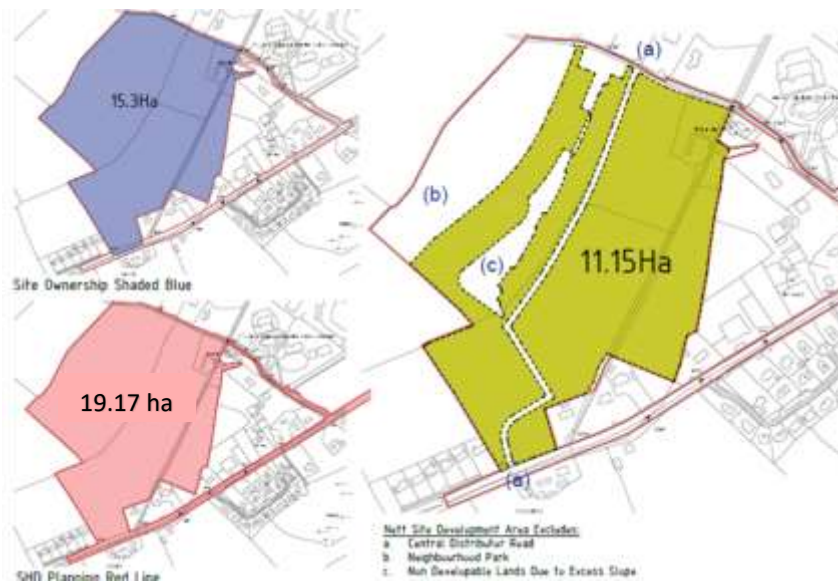 15.3Ha
Site Ownership Shaded Blue
19.17 ha
SHD Planning Red Line
(a)
(b)
(c)
11.15Ha
(a)
Nett Site Development Area Excludes:
a Central Distributor Road
b Neighbourhood Park
c. Non Developable Lands Due to Excess Slope